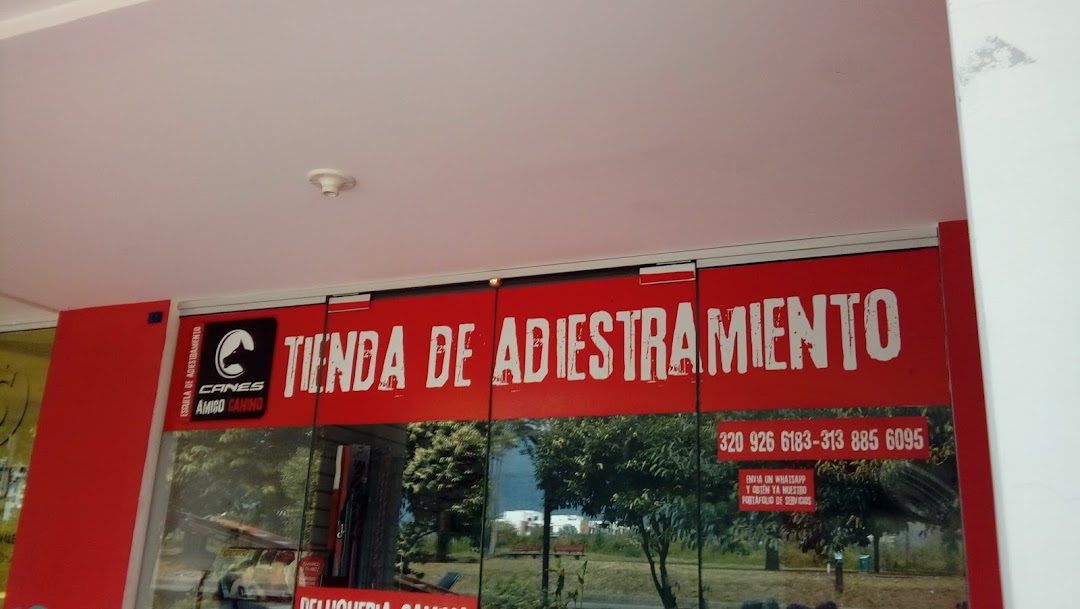 ESCUELA DE ADIESTRAMIENTO
CANES
AMIGO CANINO
TIENDA DE ADIESTRAMIENTO
320 926 6183-313 885 6095
ENVIA UN WHATSAPP
Y OBTÉN YA NUESTRO
PORTAFOLIO DE SERVICIOS
PELUQUERIA